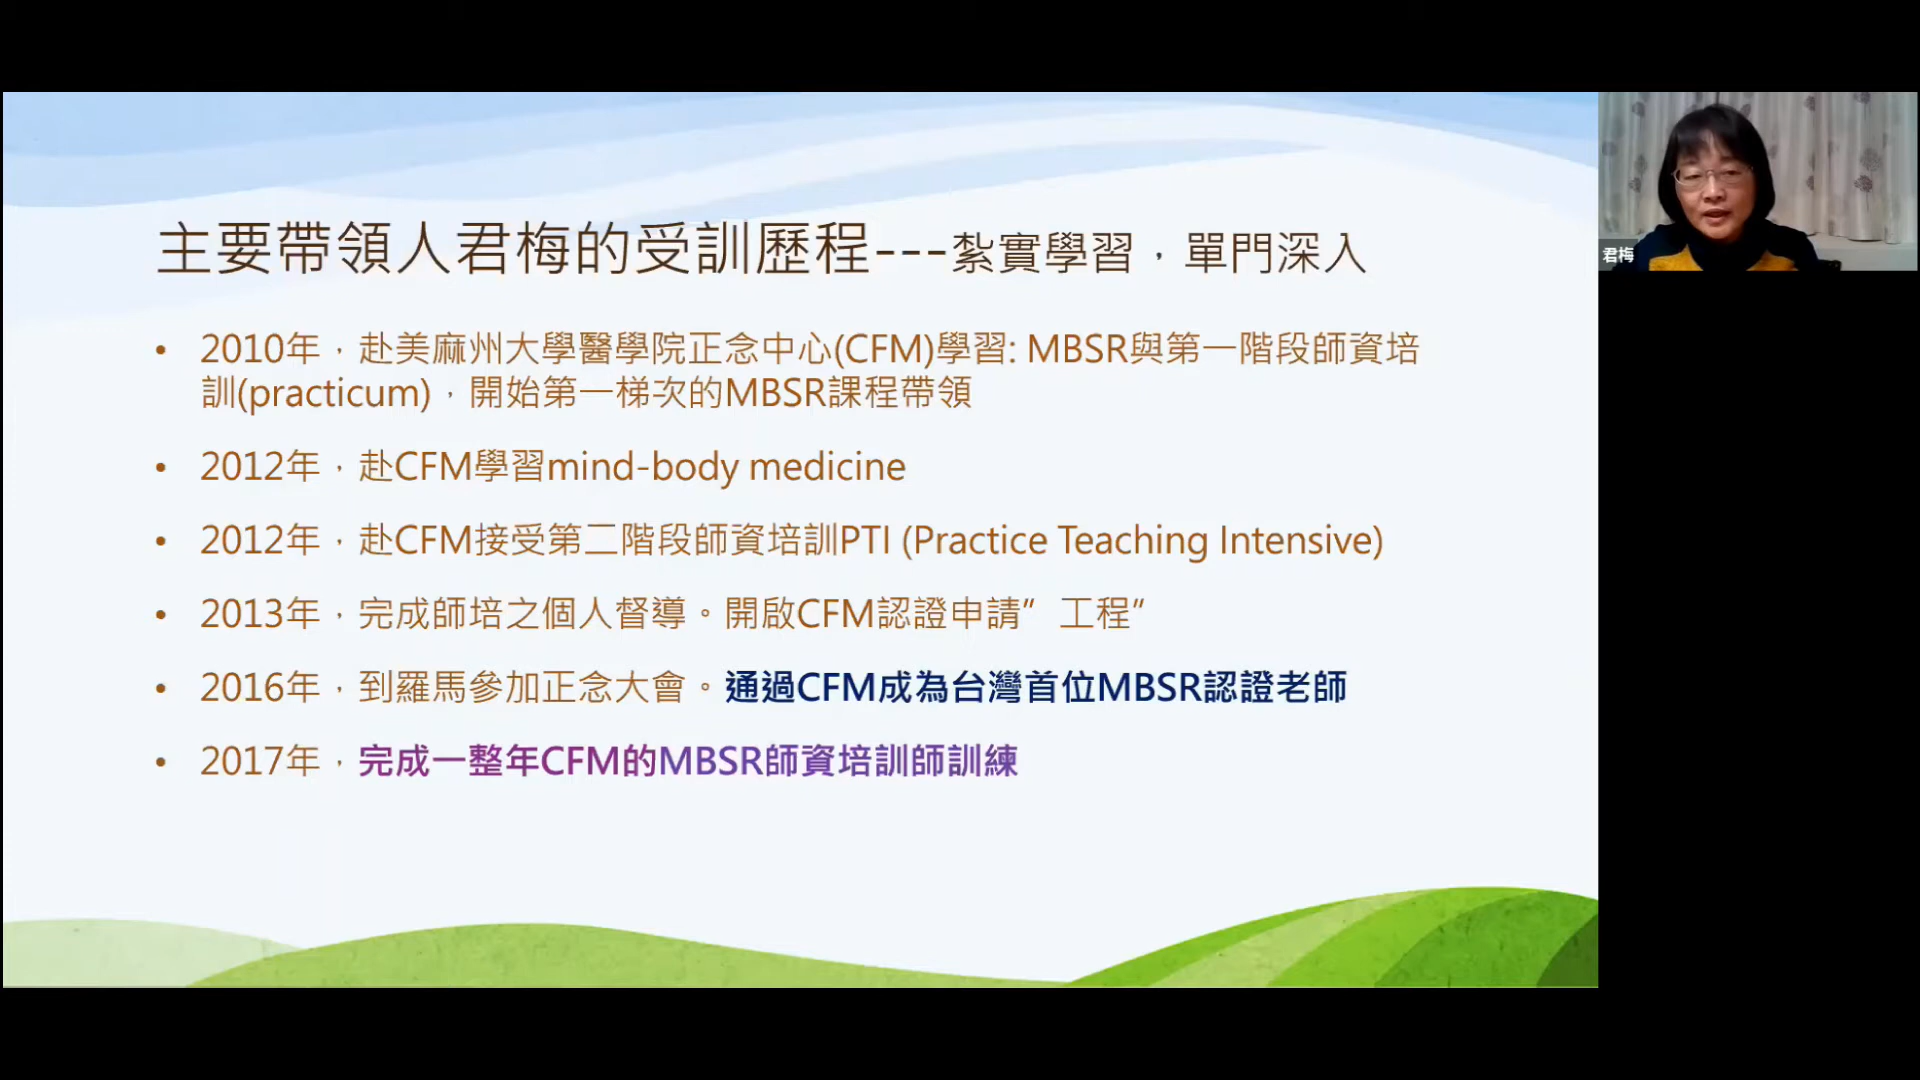 主要帶領人君梅的受訓歷程---紮實學習，單門深入
• 2010年，赴美麻州大學醫學院正念中心(CFM)學習: MBSR與第一階段師資培
訓(practicum)，開始第一梯次的MBSR課程帶領
• 2012年，赴CFM學習mind-body medicine
• 2012年，赴CFM接受第二階段師資培訓PTI (Practice Teaching Intensive)
• 2013年，完成師培之個人督導。開啟CFM認證申請”工程”
• 2016年，到羅馬參加正念大會。通過CFM成為台灣首位MBSR認證老師
• 2017年，完成一整年CFM的MBSR師資培訓師訓練
君梅